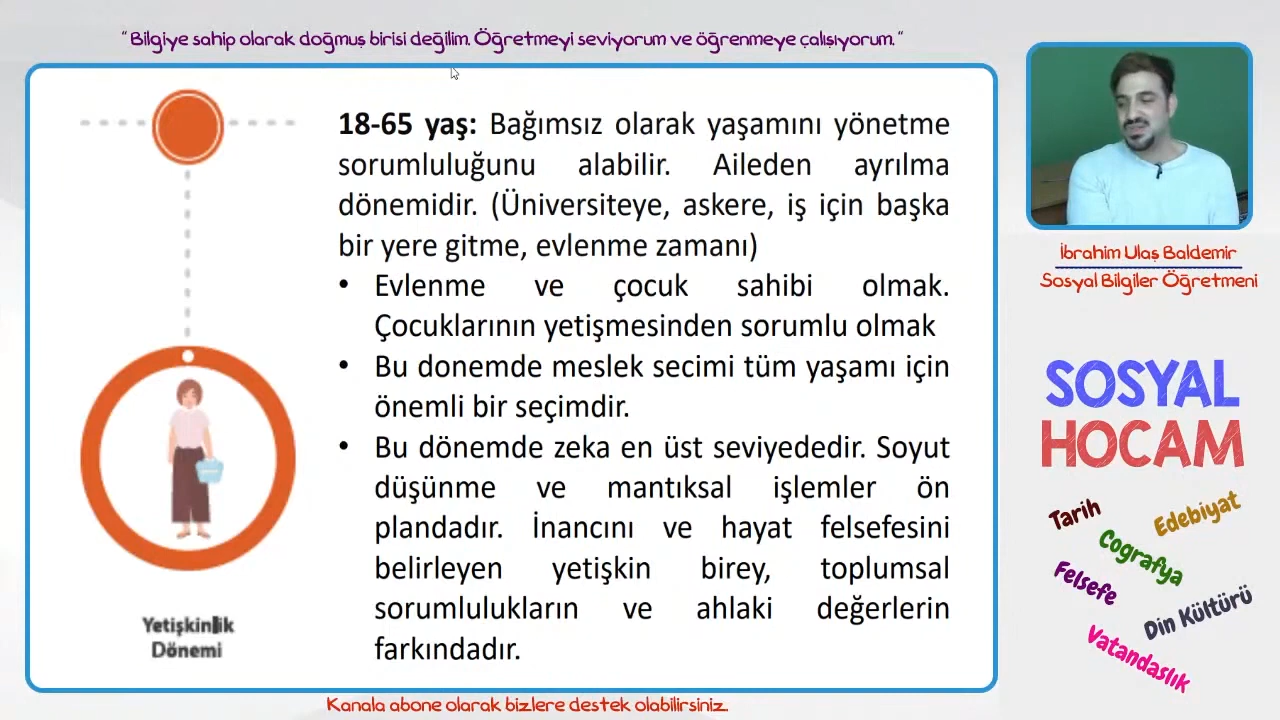 “ Bilgiye sahip olarak doğmuş birisi değilim. Öğretmeyi seviyorum ve öğrenmeye çalışıyorum. “
18-65 yaş: Bağımsız olarak yaşamını yönetme
sorumluluğunu alabilir. Aileden ayrılma
dönemidir. (Üniversiteye, askere, iş için başka
bir yere gitme, evlenme zamanı)
• Evlenme ve çocuk sahibi olmak.
Çocuklarının yetişmesinden sorumlu olmak
• Bu donemde meslek secimi tüm yaşamı için
önemli bir seçimdir.
• Bu dönemde zeka en üst seviyededir. Soyut
düşünme ve mantıksal işlemler ön
plandadır. İnancını ve hayat felsefesini
belirleyen yetişkin birey, toplumsal
sorumlulukların ve ahlaki değerlerin
farkındadır.
Yetişkinlik
Dönemi
İbrahim Ulaş Baldemir
Sosyal Bilgiler Öğretmeni
SOSYAL
HOCAM
Tarih
Edebiyat
Coğrafya
Felsefe
Din Kültürü
Vatandaslık
Kanala abone olarak bizlere destek olabilirsiniz.